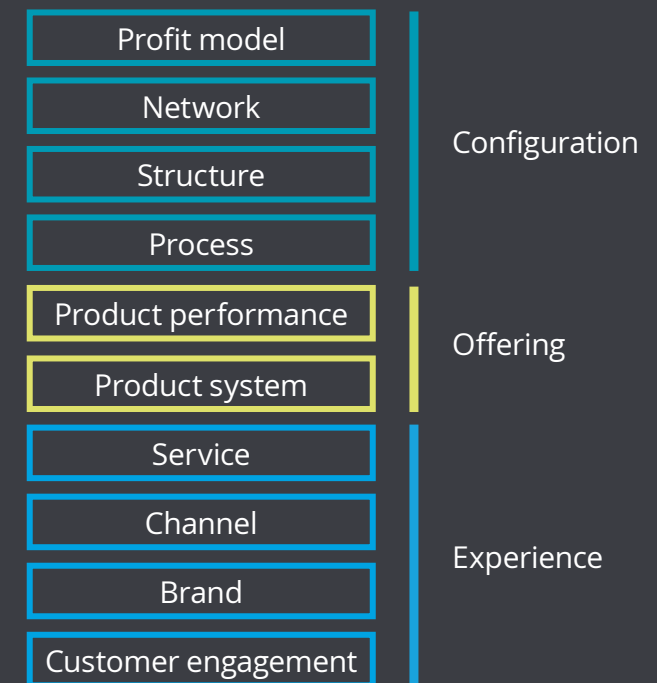 Profit model
Network
Structure
Process
Configuration
Product performance
Product system
Offering
Service
Channel
Brand
Customer engagement
Experience